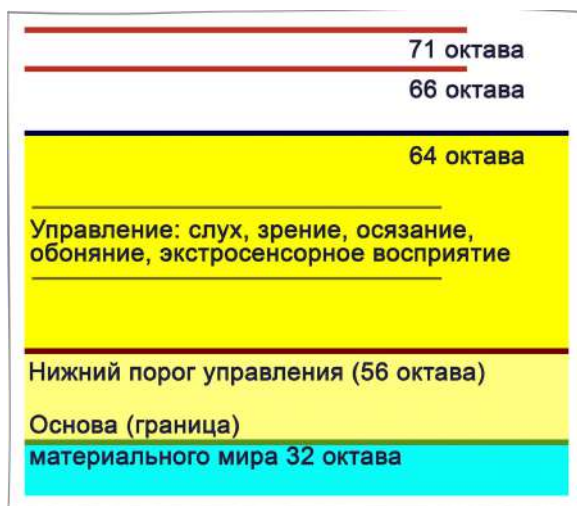 71 октава
66 октава
64 октава
Управление: слух, зрение, осязание,
обоняние, экстросенсорное восприятие
Нижний порог управления (56 октава)
Основа (граница)
материального мира 32 октава